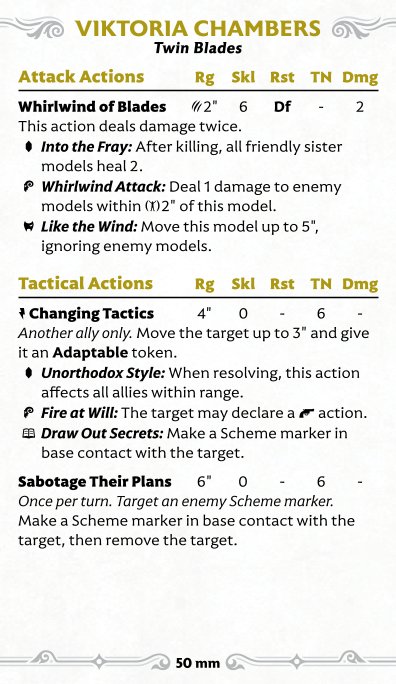 VIKTORIA CHAMBERS
Twin Blades
Attack Actions Rg Skl Rst TN Dmg
Whirlwind of Blades 2" 6 Df - 2
This action deals damage twice.
Into the Fray: After killing, all friendly sister
models heal 2.
Whirlwind Attack: Deal 1 damage to enemy
models within 2" of this model.
Like the Wind: Move this model up to 5",
ignoring enemy models.
Tactical Actions Rg Skl Rst TN Dmg
Changing Tactics 4" 0 - 6 -
Another ally only. Move the target up to 3" and give
it an Adaptable token.
Unorthodox Style: When resolving, this action
affects all allies within range.
Fire at Will: The target may declare a action.
Draw Out Secrets: Make a Scheme marker in
base contact with the target.
Sabotage Their Plans 6" 0 - 6 -
Once per turn. Target an enemy Scheme marker.
Make a Scheme marker in base contact with the
target, then remove the target.
50 mm